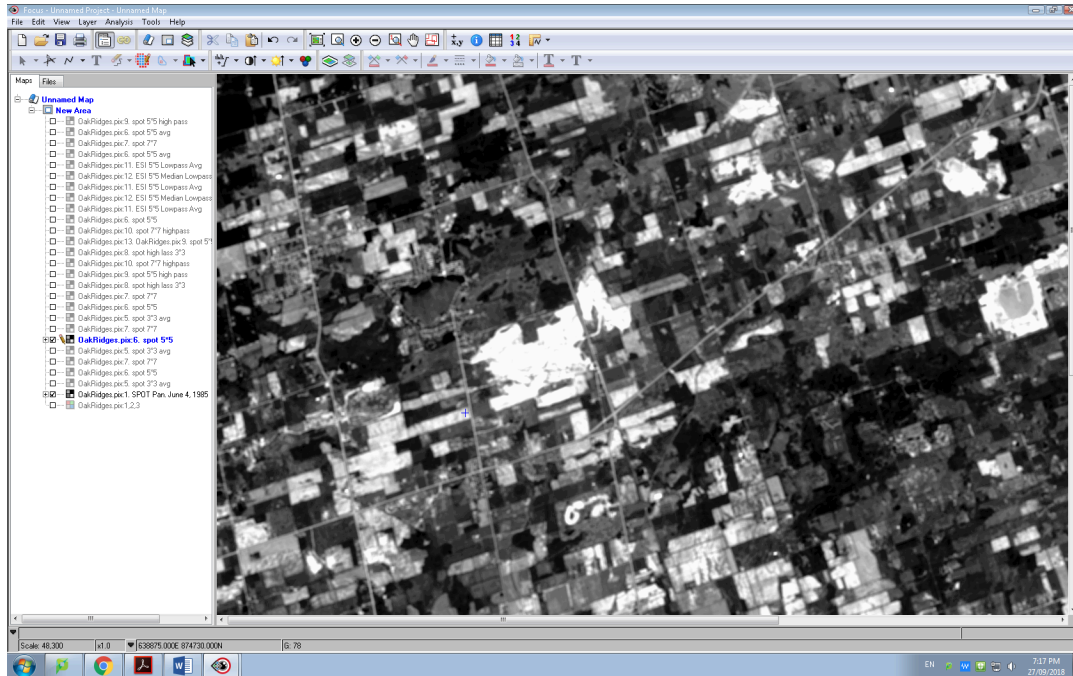 Focus - Unnamed Project - Unnamed Map
File Edit View Layer Analysis Tools Help
Maps Files
Unnamed Map
New Area
OakRidges.pix:9. spot 5*5 high pass
OakRidges.pix:6. spot 5*5 avg
OakRidges.pix:7. spot 7*7
OakRidges.pix:6. spot 5*5 avg
OakRidges.pix:11. ESI 5*5 Lowpass Avg
OakRidges.pix:12. ESI 5*5 Median Lowpass
OakRidges.pix:11. ESI 5*5 Lowpass Avg
OakRidges.pix:12. ESI 5*5 Median Lowpass
OakRidges.pix:11. ESI 5*5 Lowpass Avg
OakRidges.pix:6. spot 5*5
OakRidges.pix:10. spot 7*7 highpass
OakRidges.pix:13. OakRidges.pix:9. spot 5*
OakRidges.pix:8. spot high lass 3*3
OakRidges.pix:10. spot 7*7 highpass
OakRidges.pix:9. spot 5*5 high pass
OakRidges.pix:8. spot high lass 3*3
OakRidges.pix:7. spot 7*7
OakRidges.pix:6. spot 5*5
OakRidges.pix:5. spot 3*3 avg
OakRidges.pix:7. spot 7*7
OakRidges.pix:6. spot 5*5
OakRidges.pix:5. spot 3*3 avg
OakRidges.pix:7. spot 7*7
OakRidges.pix:6. spot 5*5
OakRidges.pix:5. spot 3*3 avg
OakRidges.pix:1. SPOT Pan. June 4, 1985
OakRidges.pix:1,2,3
Scale: 48,300 x1.0 638875.000E 874730.000N G: 78
EN 7:17 PM
27/09/2018